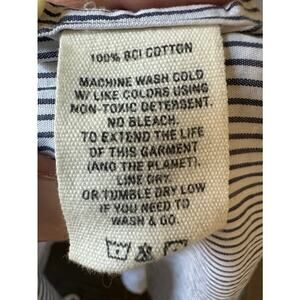 100% BCI COTTON
MACHINE WASH COLD
W/ LIKE COLORS USING
NON-TOXIC DETERGENT.
NO BLEACH.
TO EXTEND THE LIFE
OF THIS GARMENT
(AND THE PLANET),
LINE DRY.
OR TUMBLE DRY LOW
IF YOU NEED TO
WASH & GO.